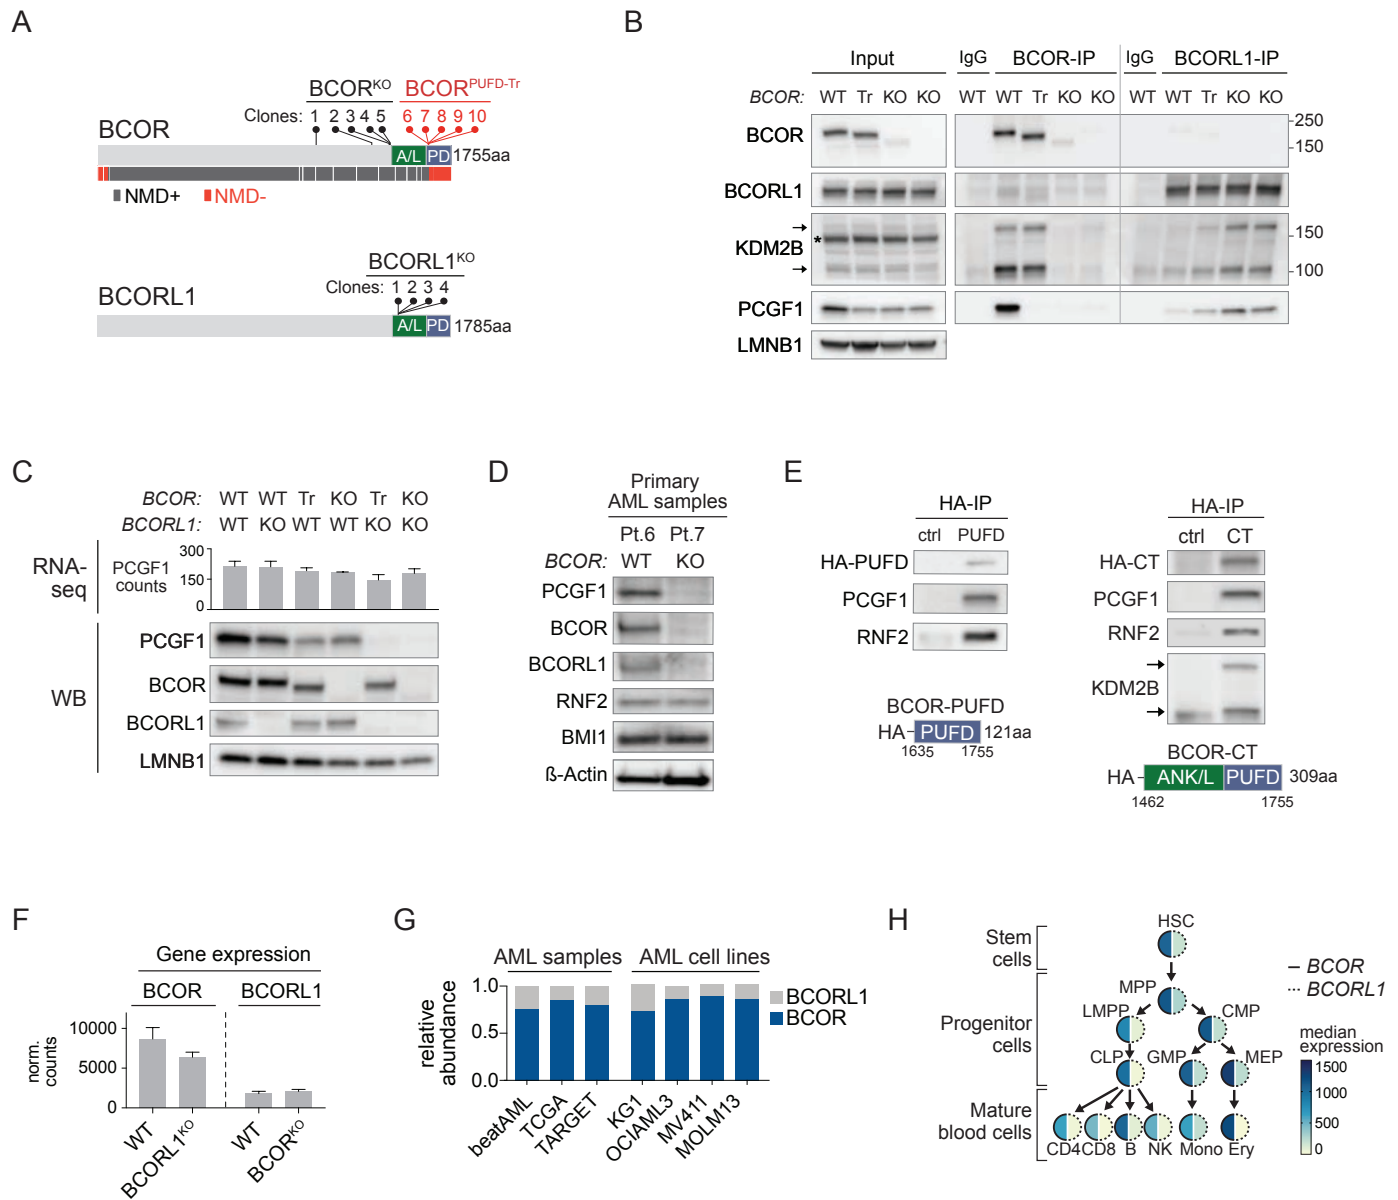 A
BCOR^KO BCOR^PUFD-Tr
Clones: 1 2 3 4 5 6 7 8 9 10
BCOR
A/L PD 1755aa
NMD+ NMD-
BCORL1^KO
Clones: 1 2 3 4
BCORL1
A/L PD 1785aa
B
Input IgG BCOR-IP IgG BCORL1-IP
BCOR: WT Tr KO KO WT WT Tr KO KO WT WT Tr KO KO
BCOR
-250
-150
BCORL1
KDM2B
*
-150
-100
PCGF1
LMNB1
C
BCOR: WT WT Tr KO Tr KO
BCORL1: WT KO WT WT KO KO
RNA-seq
PCGF1 counts
300
150
0
WB
PCGF1
BCOR
BCORL1
LMNB1
D
Primary
AML samples
Pt.6 Pt.7
BCOR: WT KO
PCGF1
BCOR
BCORL1
RNF2
BMI1
ß-Actin
E
HA-IP
ctrl PUFD
HA-PUFD
PCGF1
RNF2
BCOR-PUFD
HA- PUFD 121aa
1635 1755
HA-IP
ctrl CT
HA-CT
PCGF1
RNF2
KDM2B
BCOR-CT
HA- ANK/L PUFD 309aa
1462 1755
F
Gene expression
BCOR BCORL1
norm. counts
10000
5000
0
WT BCORL1^KO WT BCOR^KO
G
AML samples AML cell lines
relative abundance
1.0
0.5
0.0
BCORL1
BCOR
beatAML TCGA TARGET KG1 OCIAML3 MV411 MOLM13
H
HSC
Stem
cells
MPP
LMPP CMP
Progenitor
cells
CLP GMP MEP
Mature
blood cells
CD4 CD8 B NK Mono Ery
BCOR
BCORL1
median
expression
1500
1000
500
0